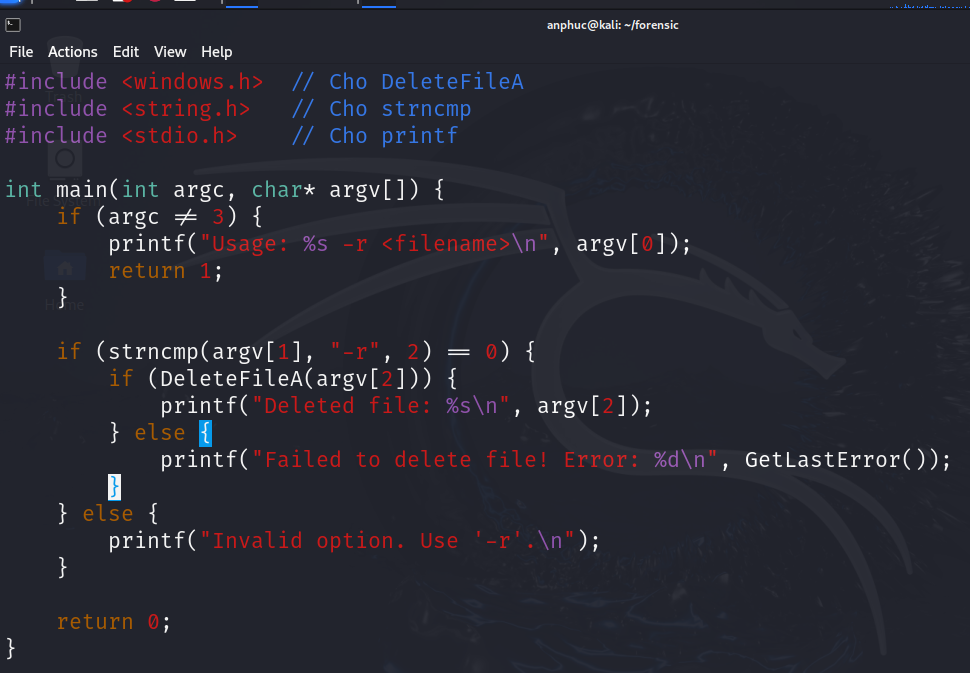 anphuc@kali: ~/forensic
File Actions Edit View Help
#include <windows.h>  // Cho DeleteFileA
#include <string.h>   // Cho strncmp
#include <stdio.h>    // Cho printf

int main(int argc, char* argv[]) {
    if (argc != 3) {
        printf("Usage: %s -r <filename>\n", argv[0]);
        return 1;
    }

    if (strncmp(argv[1], "-r", 2) == 0) {
        if (DeleteFileA(argv[2])) {
            printf("Deleted file: %s\n", argv[2]);
        } else {
            printf("Failed to delete file! Error: %d\n", GetLastError());
        }
    } else {
        printf("Invalid option. Use '-r'.\n");
    }

    return 0;
}
Home